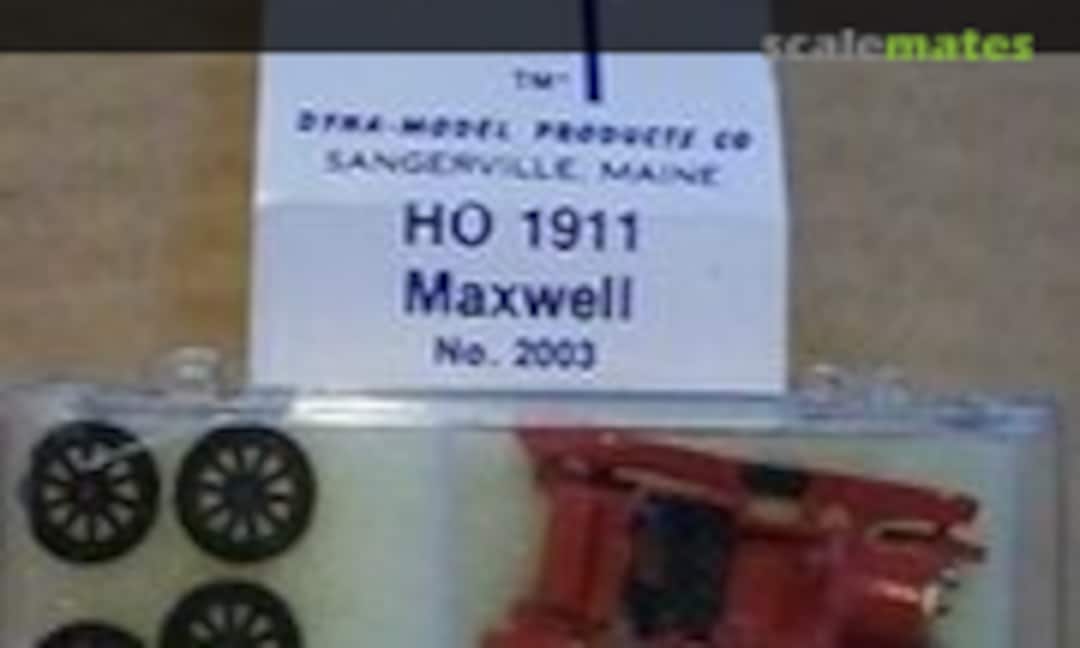 scalemates
TM
DYNA-MODEL PRODUCTS CO
SANGERVILLE, MAINE
HO 1911
Maxwell
No. 2003